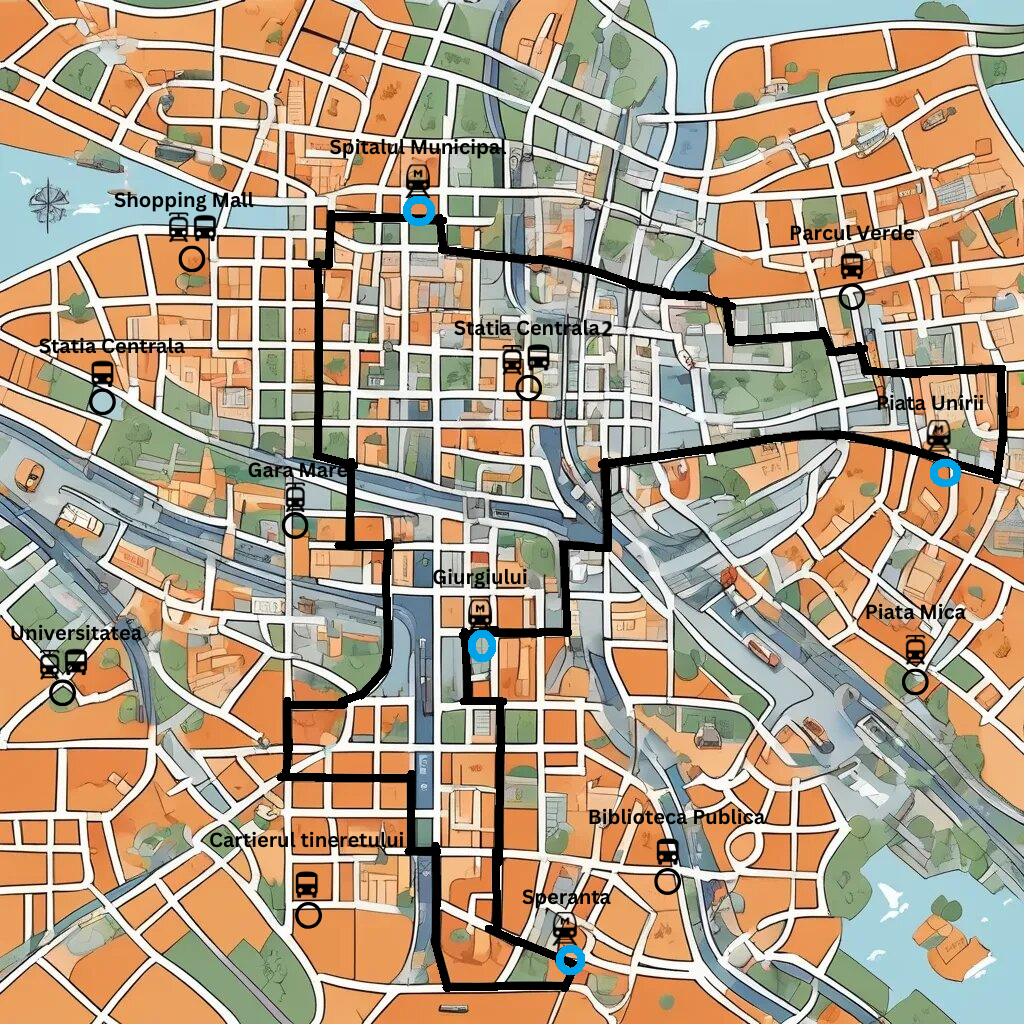 Spitalul Municipal
M
Shopping Mall
Parcul Verde
Statia Centrala2
Statia Centrala
Piata Unirii
M
Gara Mare
Giurgiului
M
Piata Mica
Universitatea
Biblioteca Publica
Cartierul tineretului
Speranta
M